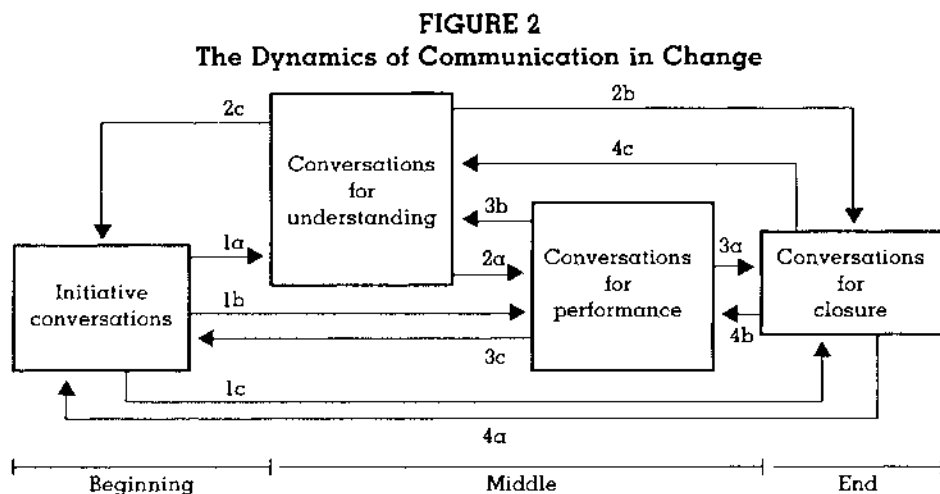 FIGURE 2
The Dynamics of Communication in Change
2c
2b
Conversations
for
understanding
4c
3b
1a
2a
3a
Initiative
conversations
1b
Conversations
for
performance
Conversations
for
closure
3c
4b
1c
4a
Beginning
Middle
End